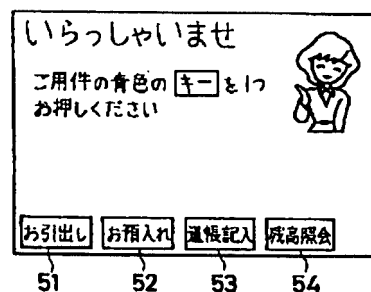 いらっしゃいませ
ご用件の青色の キー を1つ
お押しください
お引出し お預入れ 通帳記入 残高照会
51 52 53 54